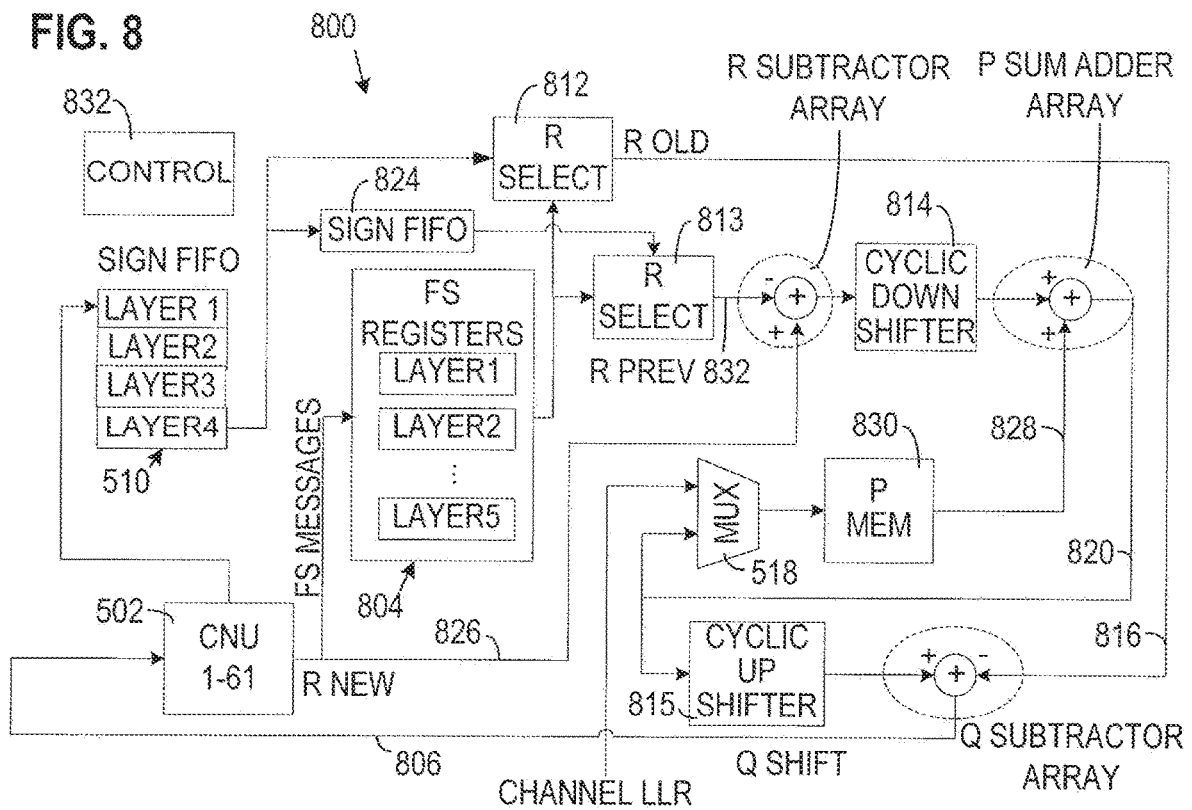 FIG. 8
800
832
CONTROL
812
R
SELECT
R OLD
R SUBTRACTOR
ARRAY
P SUM ADDER
ARRAY
824
SIGN FIFO
SIGN FIFO
LAYER 1
LAYER2
LAYER3
LAYER4
510
FS
REGISTERS
LAYER1
LAYER2
⋮
LAYER5
804
FS MESSAGES
813
R
SELECT
R PREV 832
-
+
+
814
CYCLIC
DOWN
SHIFTER
+
+
+
828
830
P
MEM
MUX
518
820
816
502
CNU
1-61
R NEW
826
CYCLIC
UP
SHIFTER
815
+
-
+
806
Q SHIFT
Q SUBTRACTOR
ARRAY
CHANNEL LLR